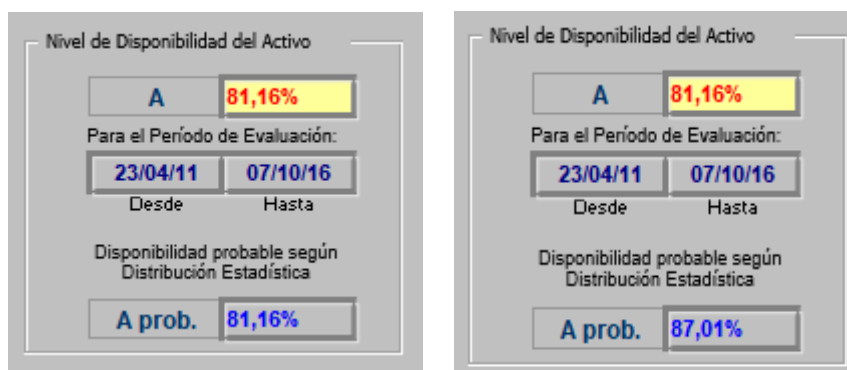 Nivel de Disponibilidad del Activo
A 81,16%
Para el Período de Evaluación:
23/04/11 07/10/16
Desde Hasta
Disponibilidad probable según
Distribución Estadística
A prob. 81,16%
Nivel de Disponibilidad del Activo
A 81,16%
Para el Período de Evaluación:
23/04/11 07/10/16
Desde Hasta
Disponibilidad probable según
Distribución Estadística
A prob. 87,01%